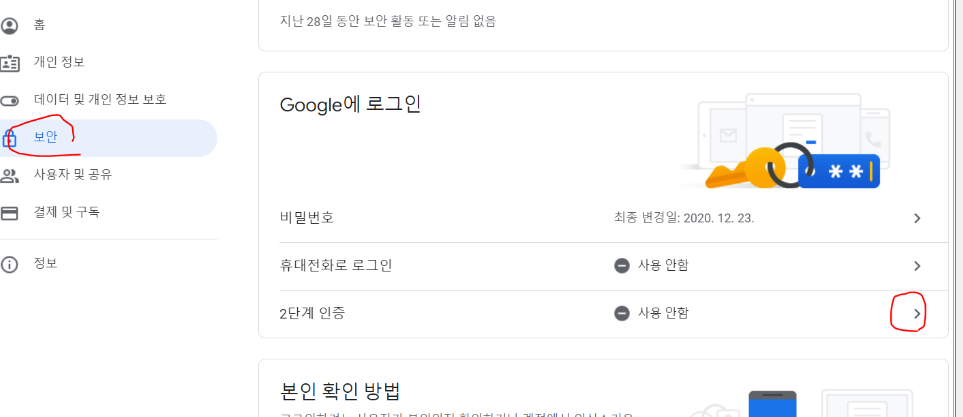 지난 28일 동안 보안 활동 또는 알림 없음
홈
개인 정보
데이터 및 개인 정보 보호
보안
사용자 및 공유
결제 및 구독
정보
Google에 로그인
**
비밀번호 최종 변경일: 2020. 12. 23.
휴대전화로 로그인 사용 안함
2단계 인증 사용 안함
본인 확인 방법